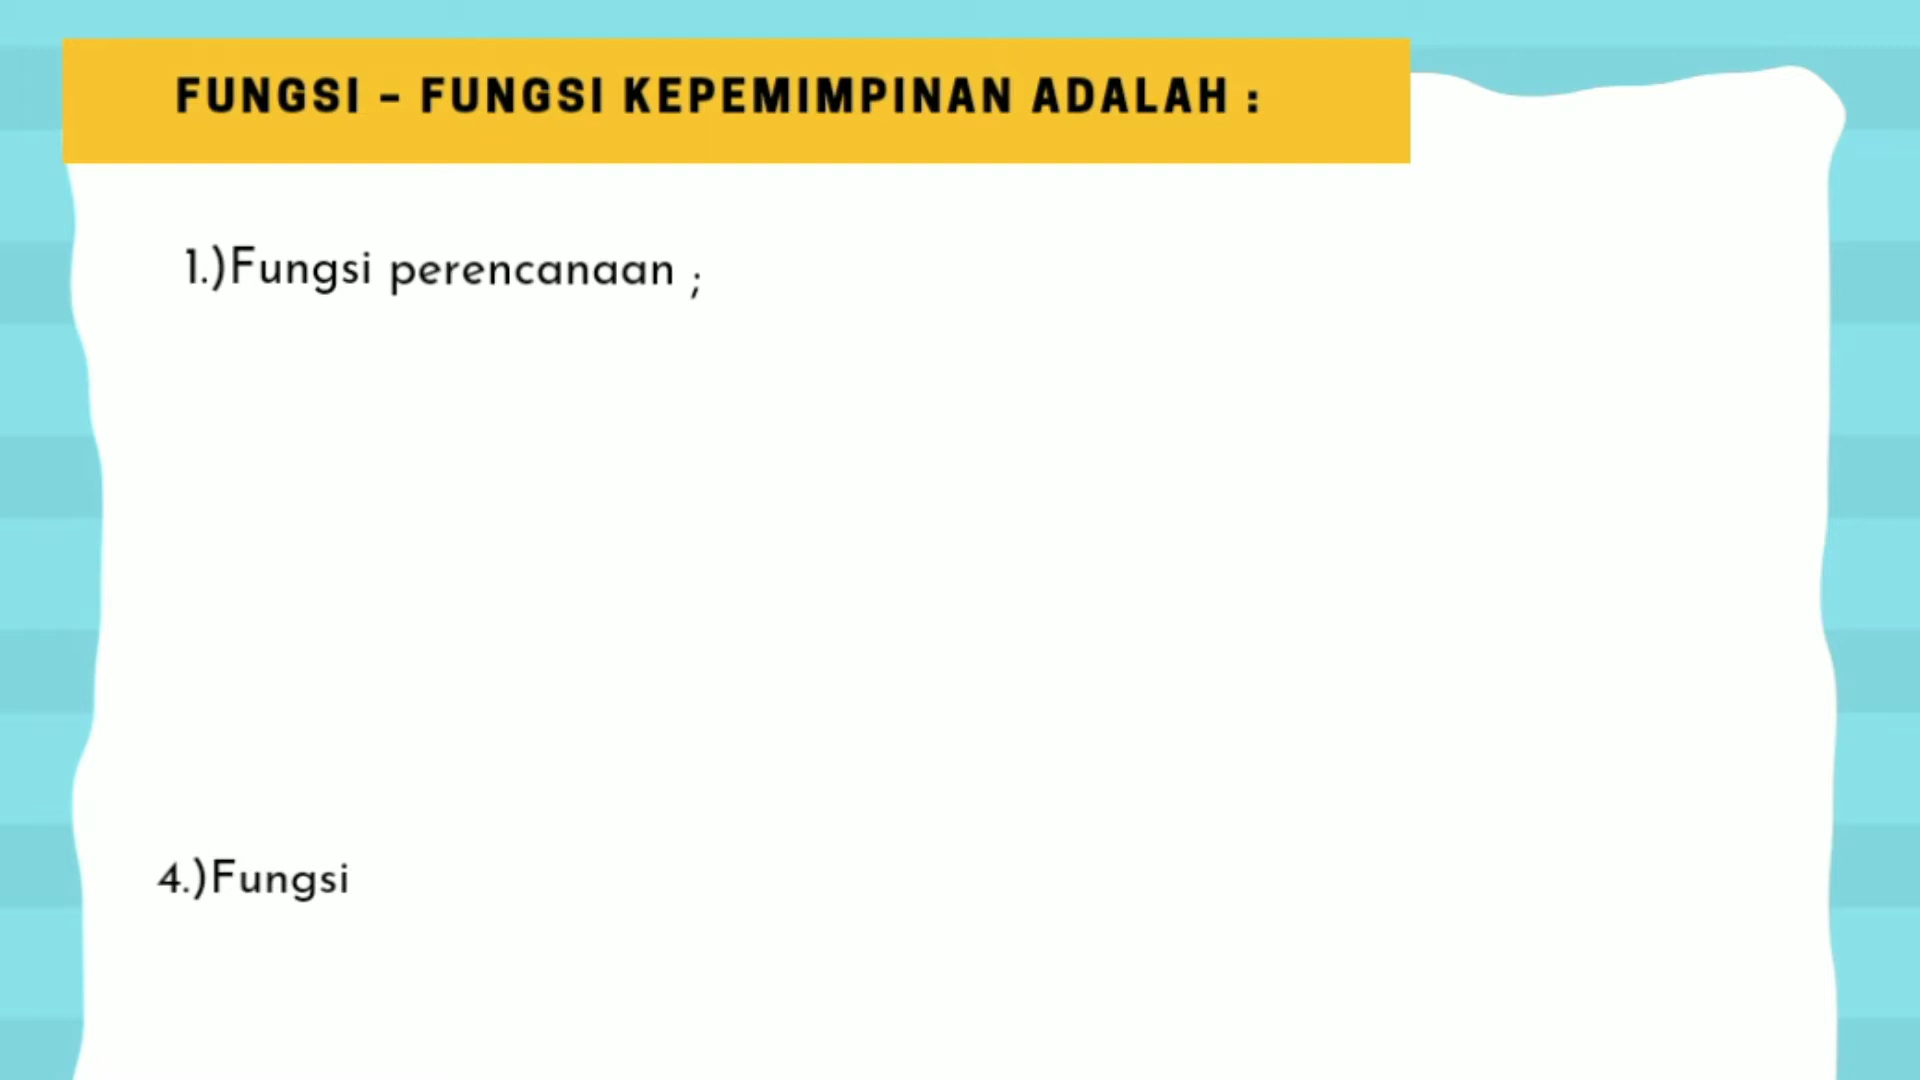 FUNGSI - FUNGSI KEPEMIMPINAN ADALAH :
1.)Fungsi perencanaan ;
4.)Fungsi